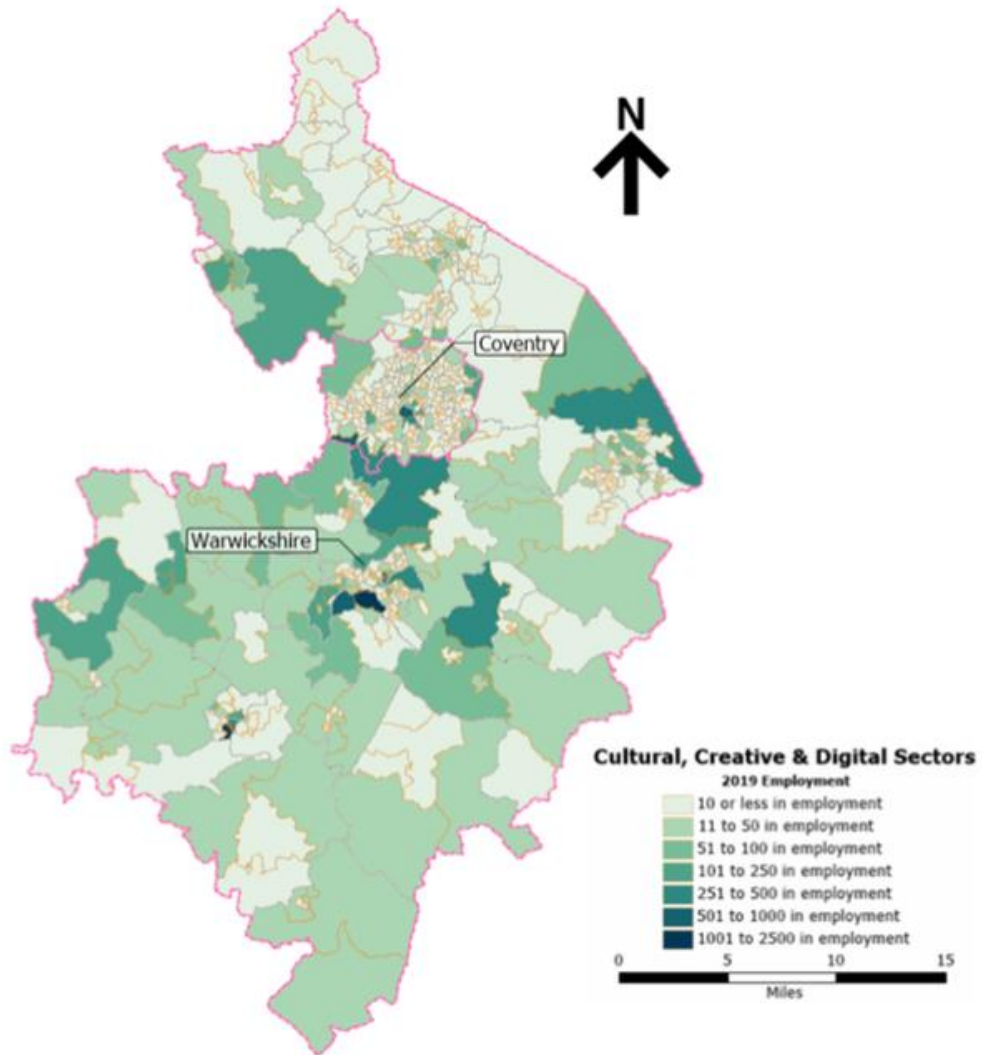 N
Coventry
Warwickshire
Cultural, Creative & Digital Sectors
2019 Employment
10 or less in employment
11 to 50 in employment
51 to 100 in employment
101 to 250 in employment
251 to 500 in employment
501 to 1000 in employment
1001 to 2500 in employment
0 5 10 15
Miles